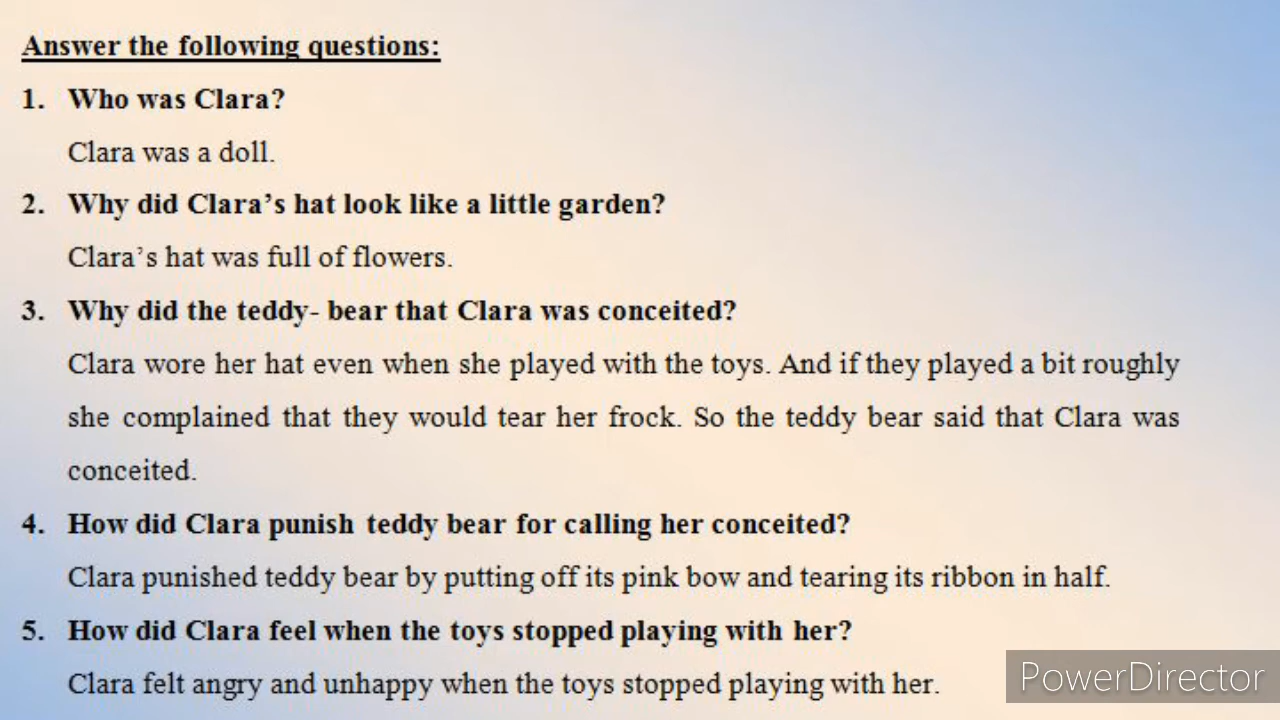 Answer the following questions:
1. Who was Clara?
Clara was a doll.
2. Why did Clara’s hat look like a little garden?
Clara’s hat was full of flowers.
3. Why did the teddy- bear that Clara was conceited?
Clara wore her hat even when she played with the toys. And if they played a bit roughly
she complained that they would tear her frock. So the teddy bear said that Clara was
conceited.
4. How did Clara punish teddy bear for calling her conceited?
Clara punished teddy bear by putting off its pink bow and tearing its ribbon in half.
5. How did Clara feel when the toys stopped playing with her?
Clara felt angry and unhappy when the toys stopped playing with her.
PowerDirector